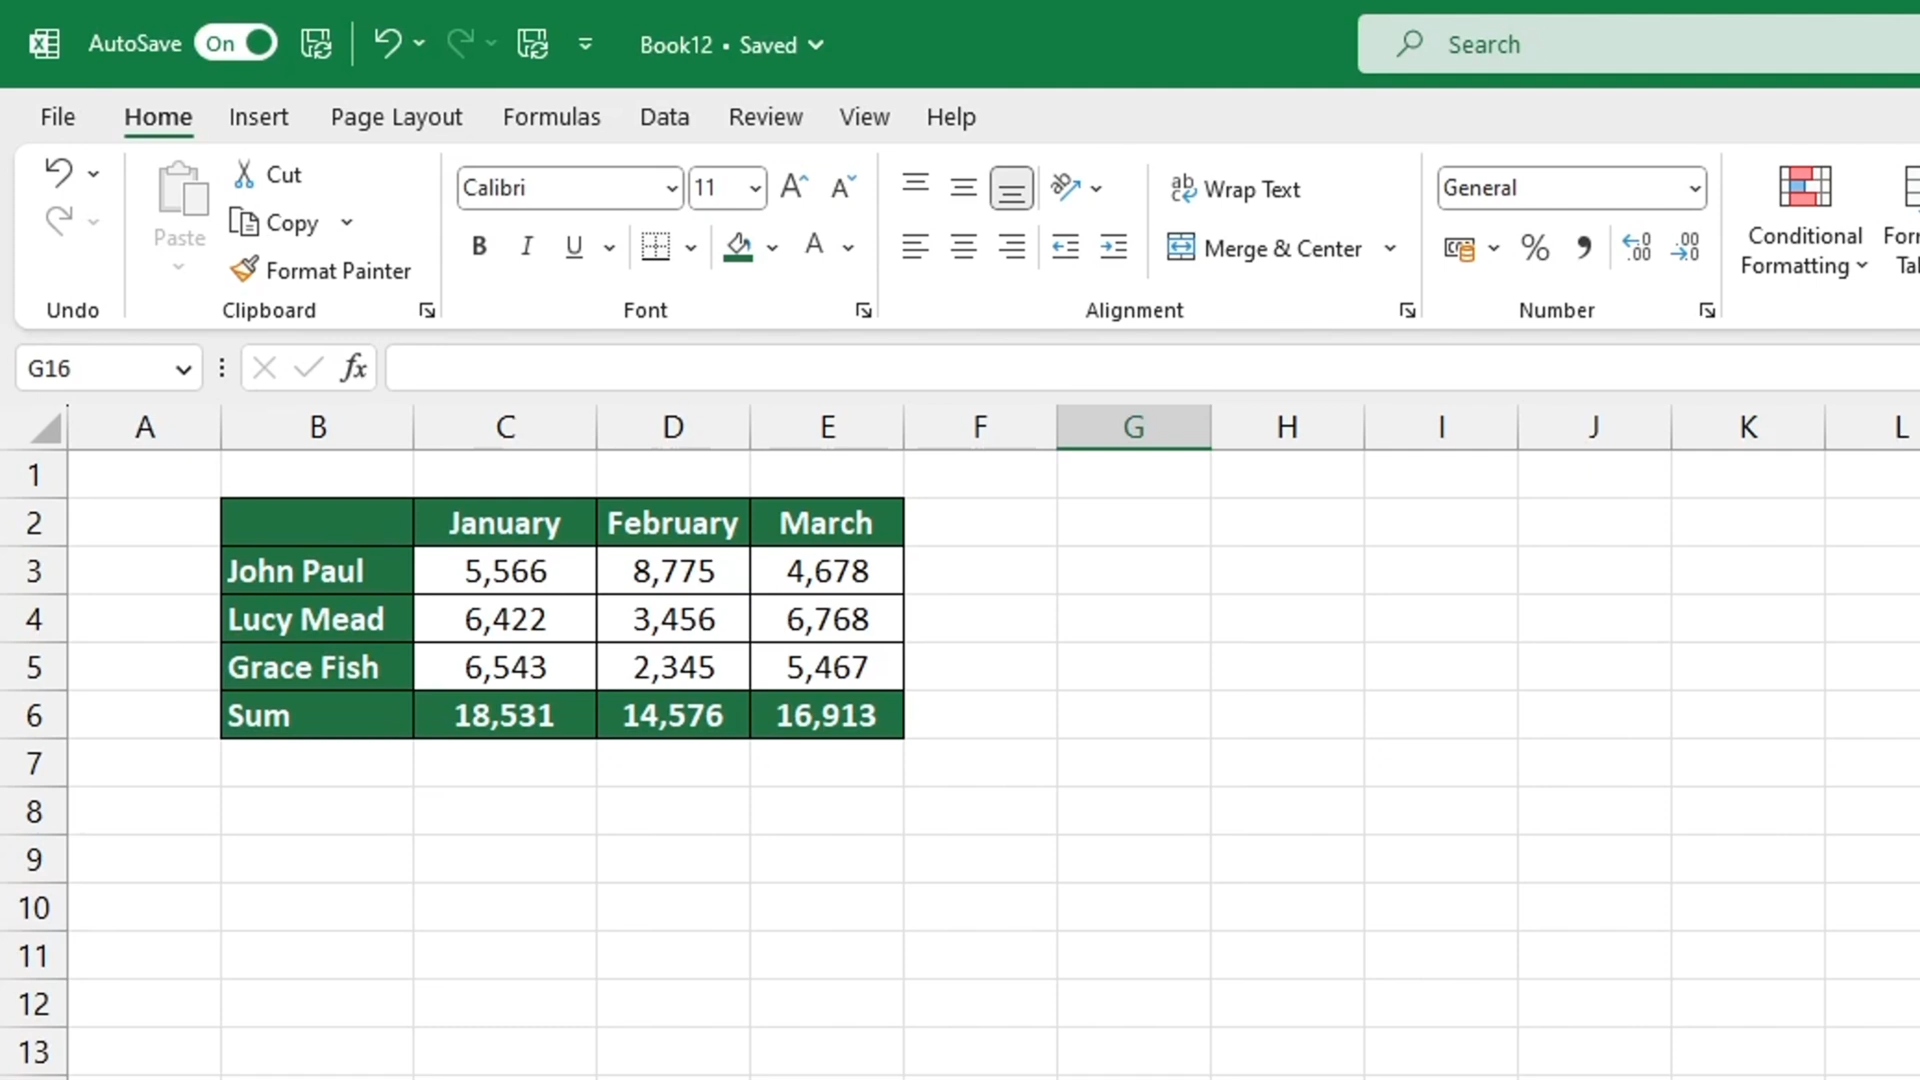 AutoSave On Book12 • Saved Search
File Home Insert Page Layout Formulas Data Review View Help
Cut Calibri 11 Wrap Text General
Paste Copy B I U A Merge & Center % Conditional
Format Painter Formatting
Undo Clipboard Font Alignment Number
G16 fx
A B C D E F G H I J K L
1
2 January February March
3 John Paul 5,566 8,775 4,678
4 Lucy Mead 6,422 3,456 6,768
5 Grace Fish 6,543 2,345 5,467
6 Sum 18,531 14,576 16,913
7
8
9
10
11
12
13